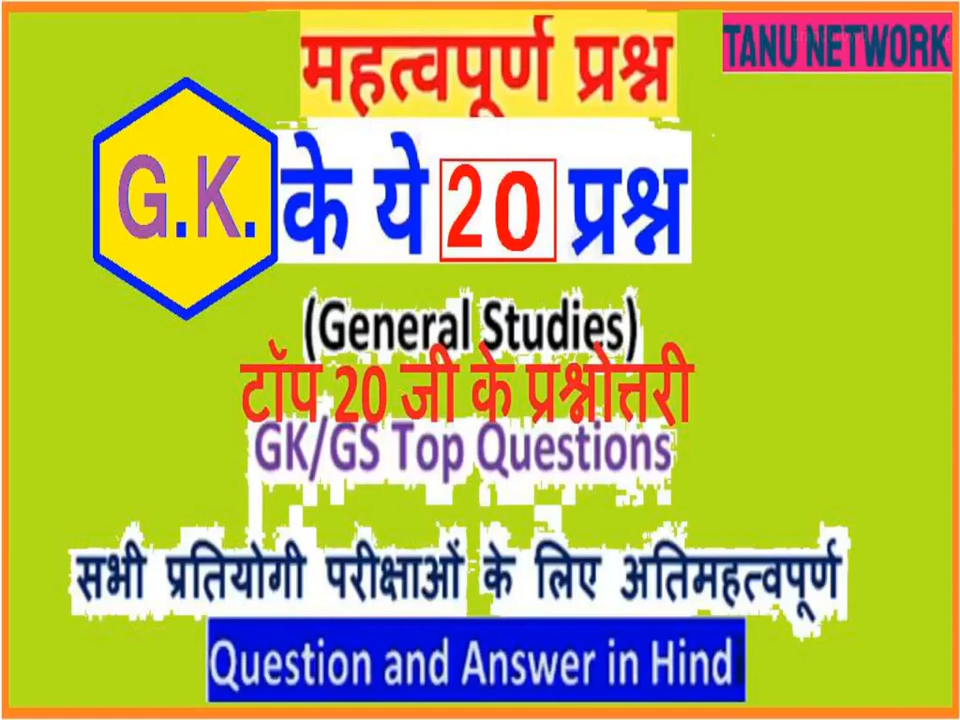 महत्वपूर्ण प्रश्न
TANU NETWORK
G.K. के ये 20 प्रश्न
(General Studies)
टॉप 20 जी के प्रश्नोत्तरी
GK/GS Top Questions
सभी प्रतियोगी परीक्षाओं के लिए अतिमहत्वपूर्ण
Question and Answer in Hind